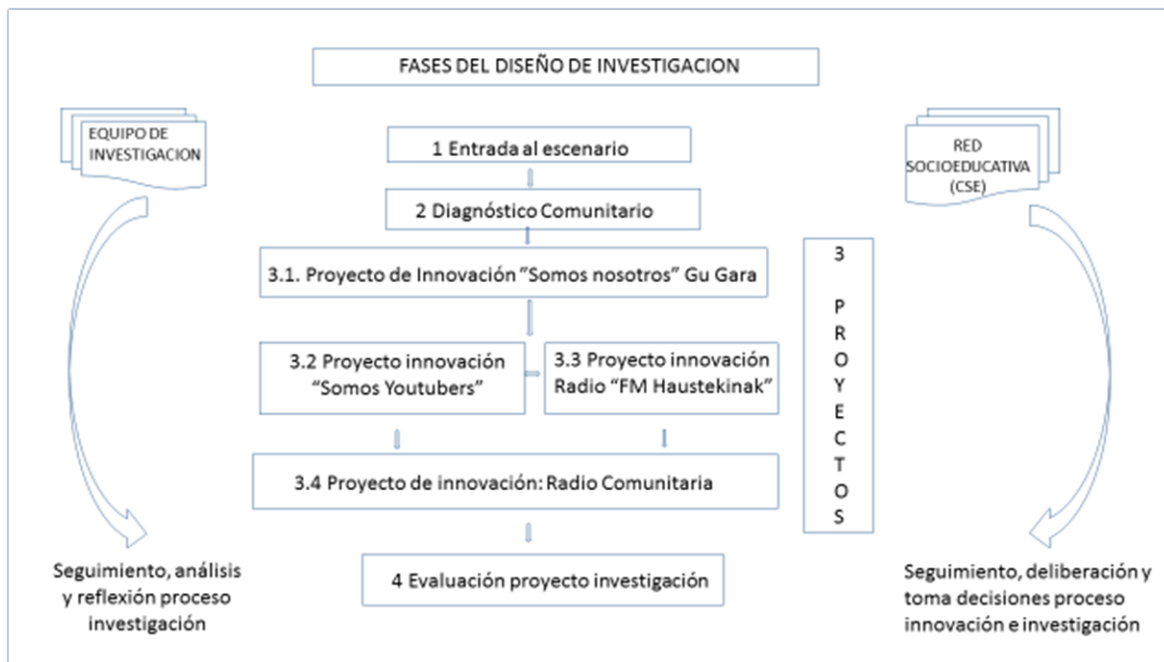 FASES DEL DISEÑO DE INVESTIGACION
EQUIPO DE
INVESTIGACION
RED
SOCIOEDUCATIVA
(CSE)
1 Entrada al escenario
2 Diagnóstico Comunitario
3.1. Proyecto de Innovación "Somos nosotros" Gu Gara
3.2 Proyecto innovación
"Somos Youtubers"
3.3 Proyecto innovación
Radio "FM Haustekinak"
3.4 Proyecto de innovación: Radio Comunitaria
3
P
R
O
Y
E
C
T
O
S
4 Evaluación proyecto investigación
Seguimiento, análisis
y reflexión proceso
investigación
Seguimiento, deliberación y
toma decisiones proceso
innovación e investigación